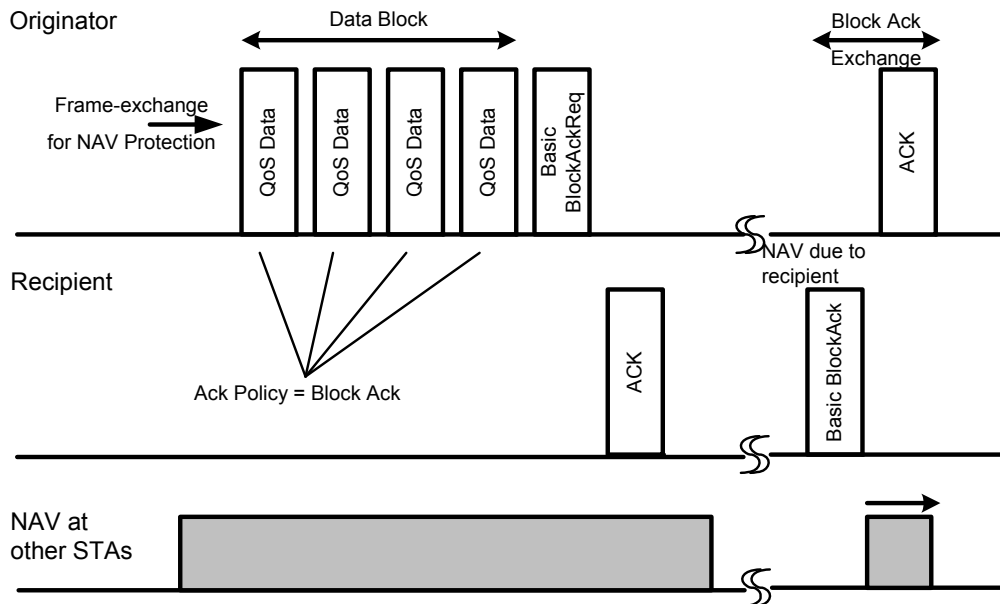 Originator
Data Block
Block Ack
Exchange
Frame-exchange
for NAV Protection
QoS Data
QoS Data
QoS Data
QoS Data
Basic
BlockAckReq
ACK
Recipient
NAV due to
recipient
ACK
Basic BlockAck
Ack Policy = Block Ack
NAV at
other STAs